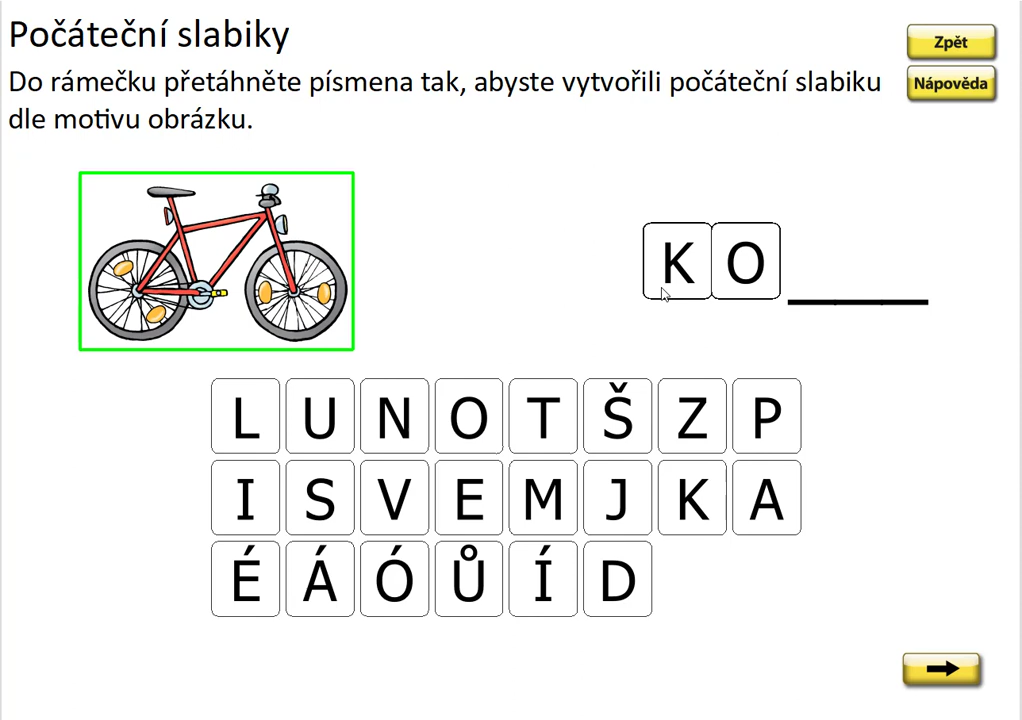 Počáteční slabiky
Zpět
Do rámečku přetáhněte písmena tak, abyste vytvořili počáteční slabiku
Nápověda
dle motivu obrázku.
K O
L U N O T Š Z P
I S V E M J K A
É Á Ó Ů Í D